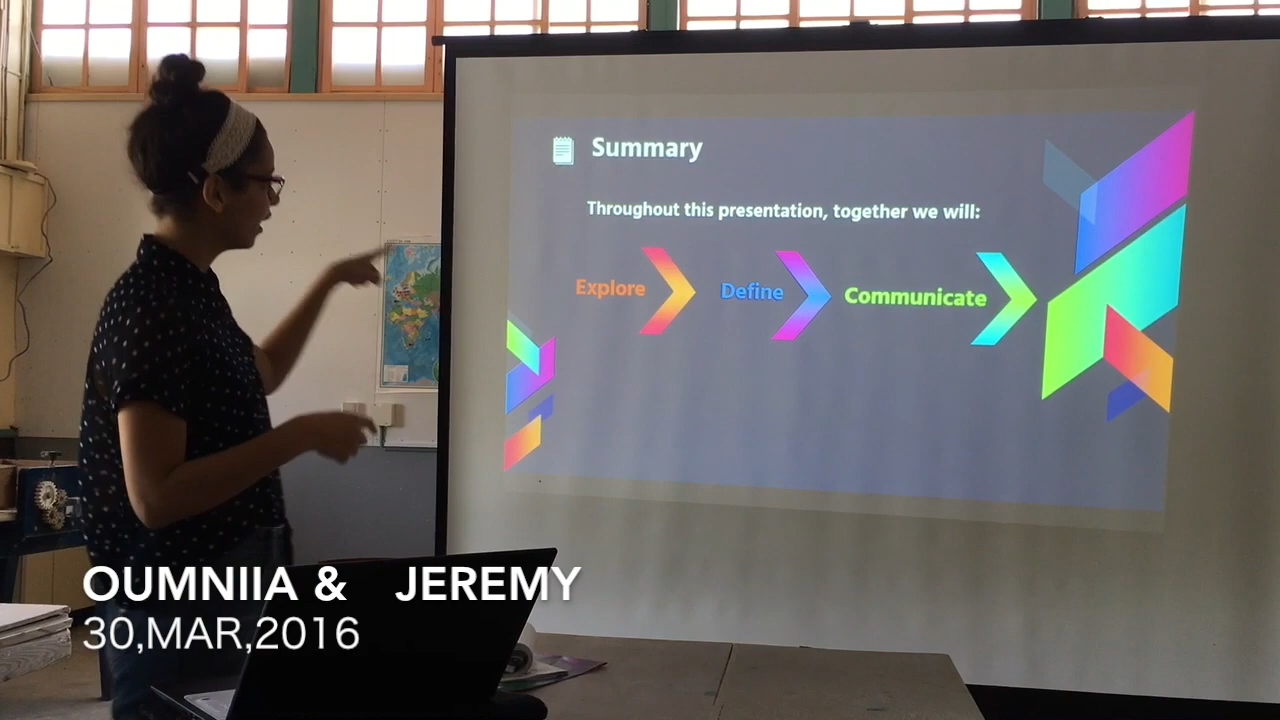 Summary
Throughout this presentation, together we will:
Explore
Define
Communicate
OUMNIIA & JEREMY
30,MAR,2016